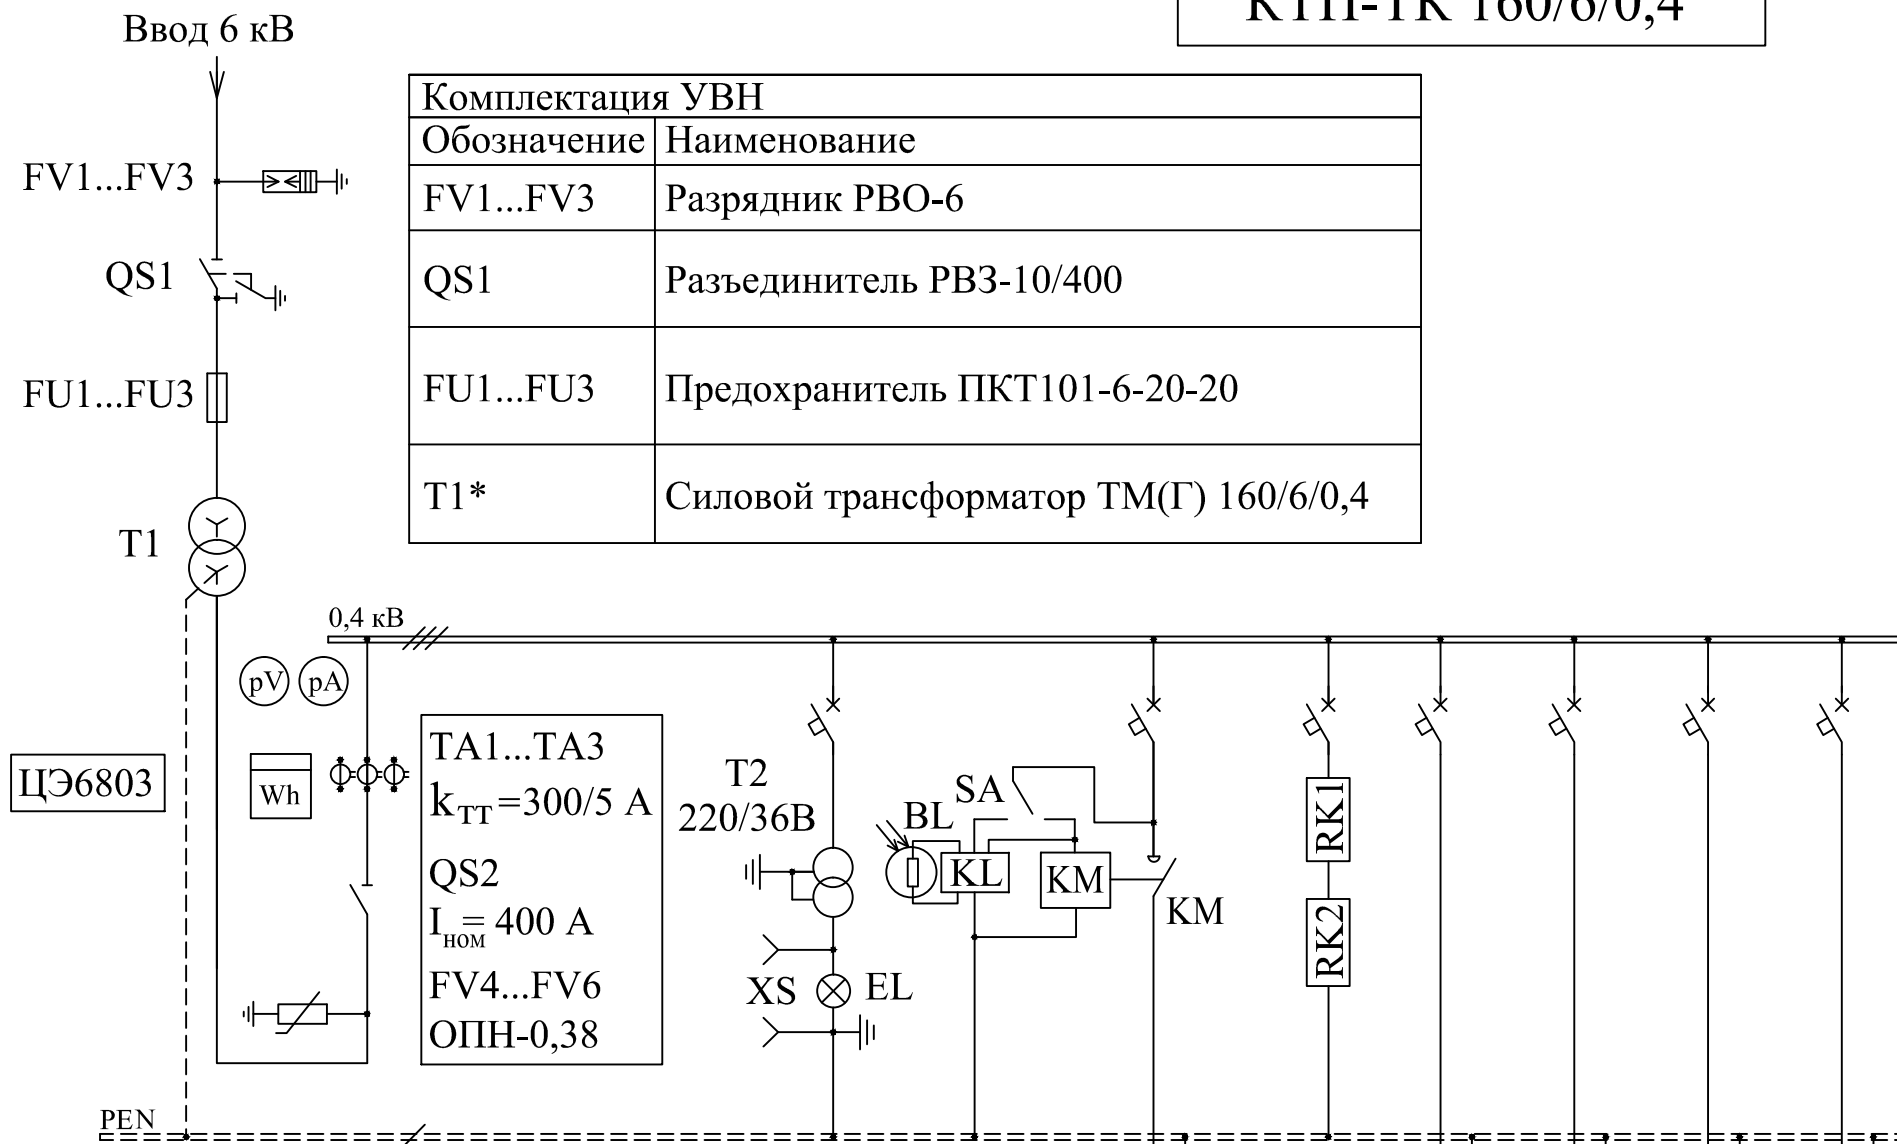 КТП-ТК 160/6/0,4
Ввод 6 кВ
Комплектация УВН
Обозначение Наименование
FV1...FV3
FV1...FV3 Разрядник РВО-6
QS1
QS1 Разъединитель РВЗ-10/400
FU1...FU3
FU1...FU3 Предохранитель ПКТ101-6-20-20
T1
T1* Силовой трансформатор ТМ(Г) 160/6/0,4
0,4 кВ
pV pA
ЦЭ6803
Wh
TA1...TA3
kТТ=300/5 А
QS2
Iном= 400 А
FV4...FV6
ОПН-0,38
T2
220/36В
XS
EL
BL
SA
KL
KM
KM
RK1
RK2
PEN